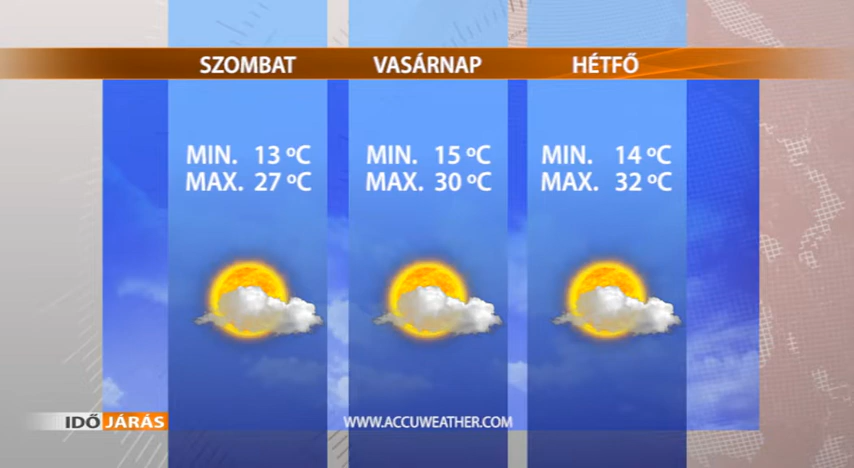 SZOMBAT
VASÁRNAP
HÉTFŐ
MIN. 13 ºC
MAX. 27 ºC
MIN. 15 ºC
MAX. 30 ºC
MIN. 14 ºC
MAX. 32 ºC
IDŐJÁRÁS
WWW.ACCUWEATHER.COM